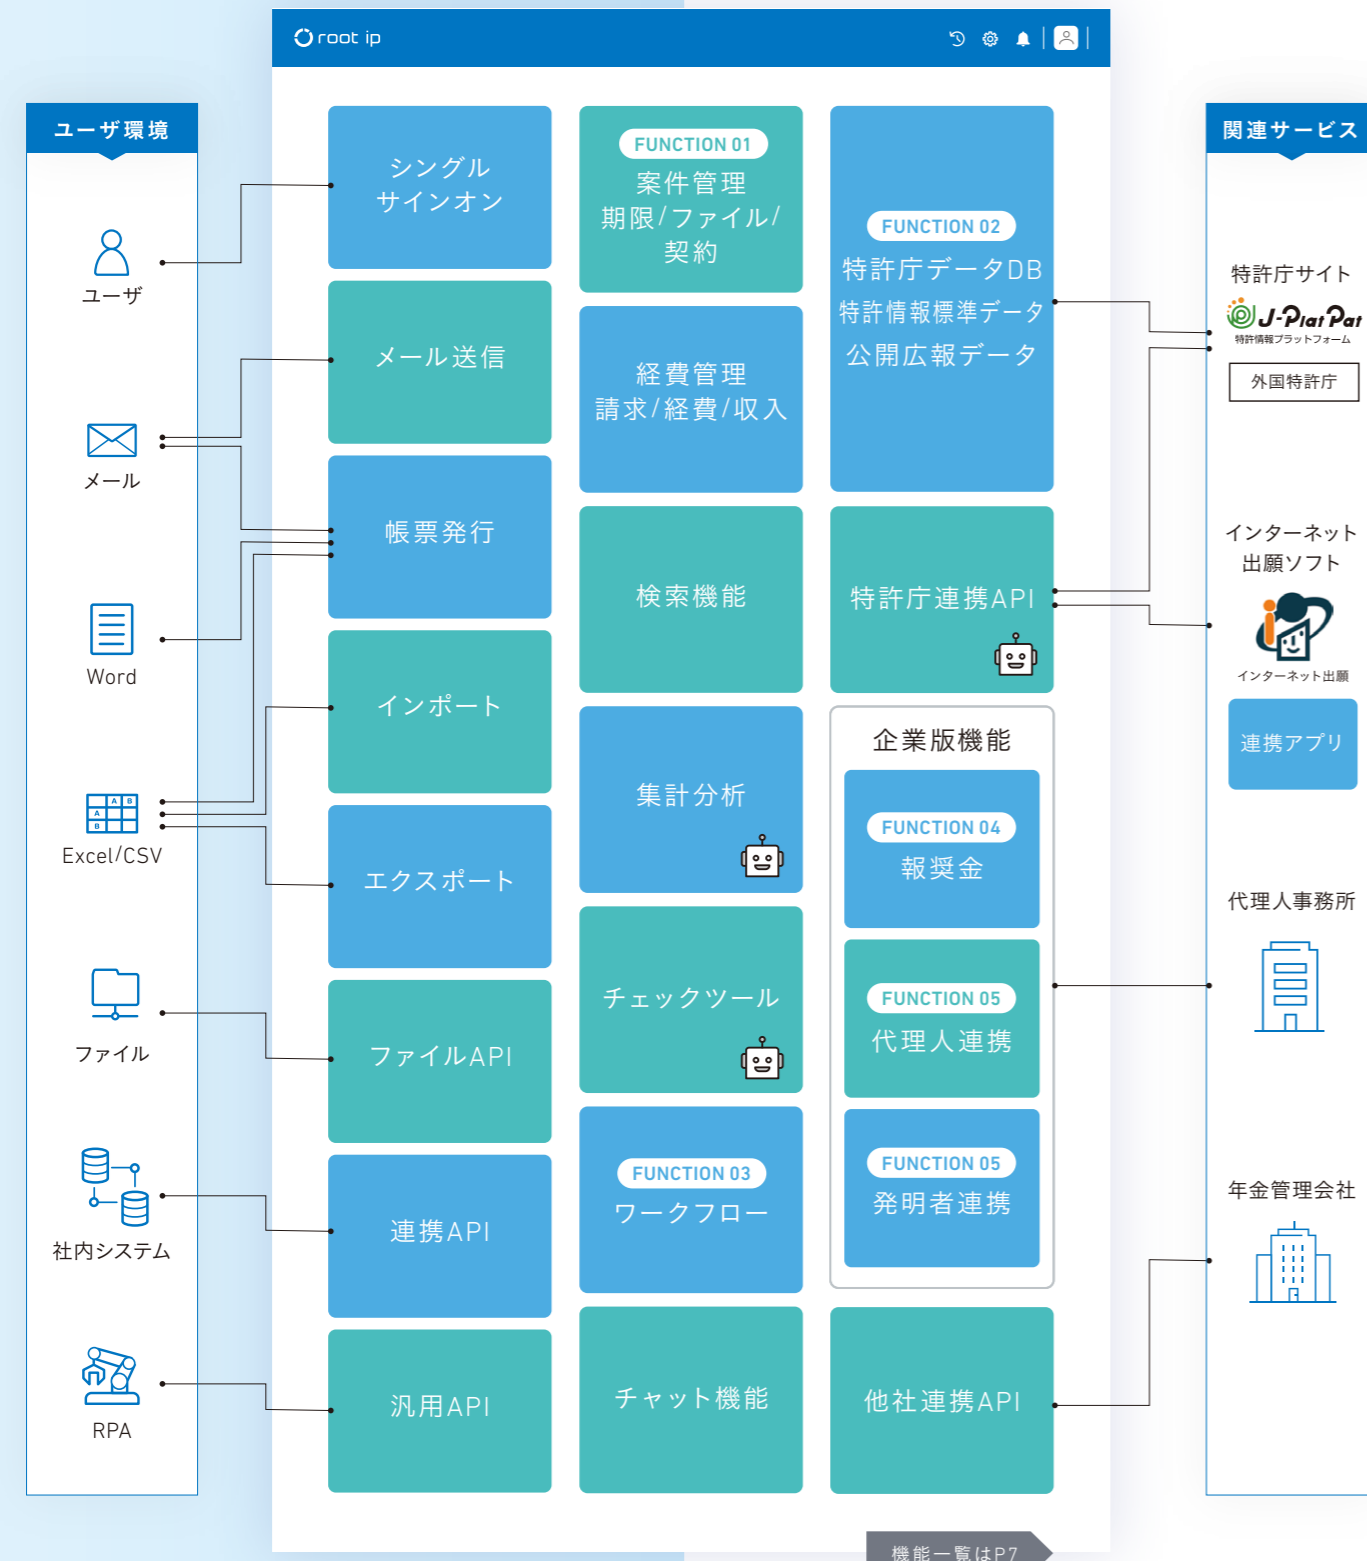 root ip
ユーザ環境
ユーザ
メール
Word
A B
A
B
Excel/CSV
ファイル
社内システム
RPA
シングル
サインオン
メール送信
帳票発行
インポート
エクスポート
ファイルAPI
連携API
汎用API
FUNCTION 01
案件管理
期限/ファイル/
契約
経費管理
請求/経費/収入
検索機能
集計分析
チェックツール
FUNCTION 03
ワークフロー
チャット機能
FUNCTION 02
特許庁データDB
特許情報標準データ
公開広報データ
特許庁連携API
企業版機能
FUNCTION 04
報奨金
FUNCTION 05
代理人連携
FUNCTION 05
発明者連携
他社連携API
機能一覧はP7
関連サービス
特許庁サイト
J-PlatPat
特許情報プラットフォーム
外国特許庁
インターネット
出願ソフト
インターネット出願
連携アプリ
代理人事務所
年金管理会社